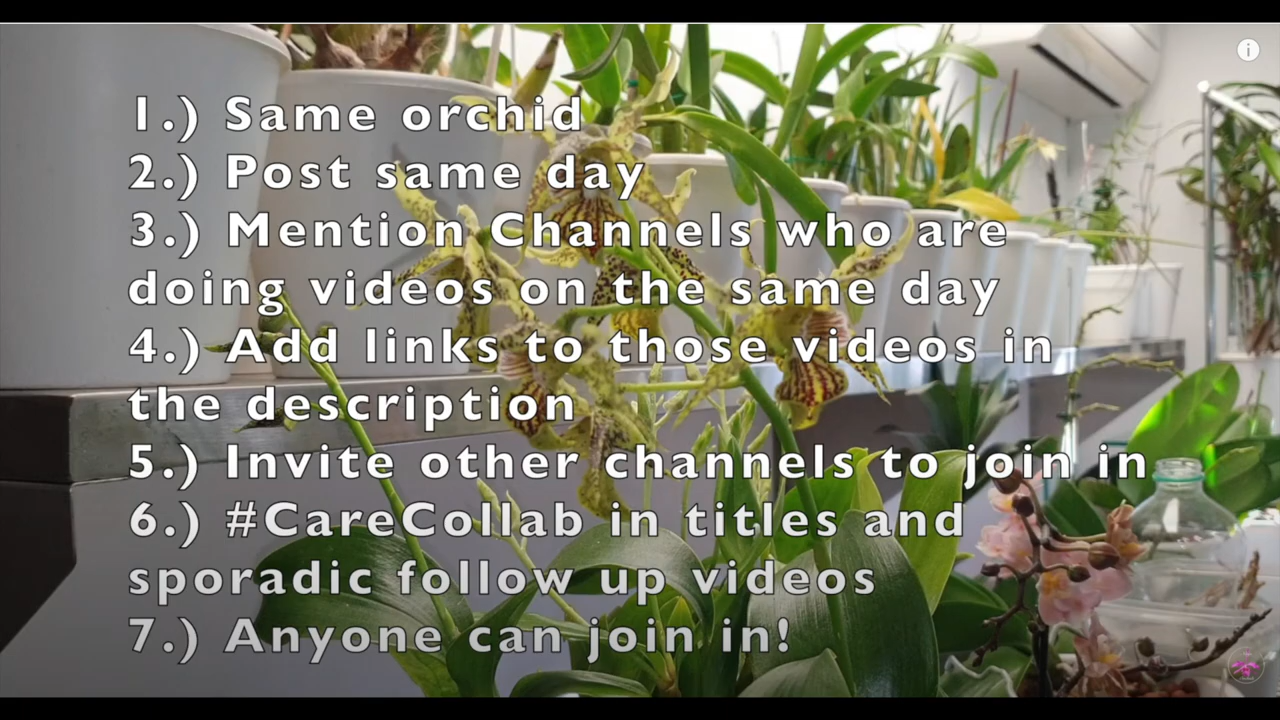 1.) Same orchid
2.) Post same day
3.) Mention Channels who are
doing videos on the same day
4.) Add links to those videos in
the description
5.) Invite other channels to join in
6.) #CareCollab in titles and
sporadic follow up videos
7.) Anyone can join in!